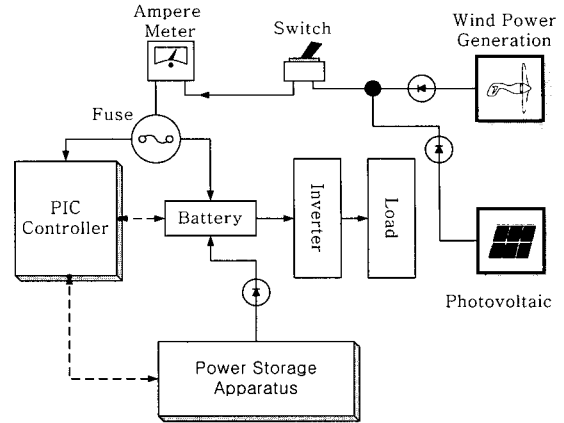 Ampere
Meter
Switch
Wind Power
Generation
Fuse
PIC
Controller
Battery
Inverter
Load
Photovoltaic
Power Storage
Apparatus